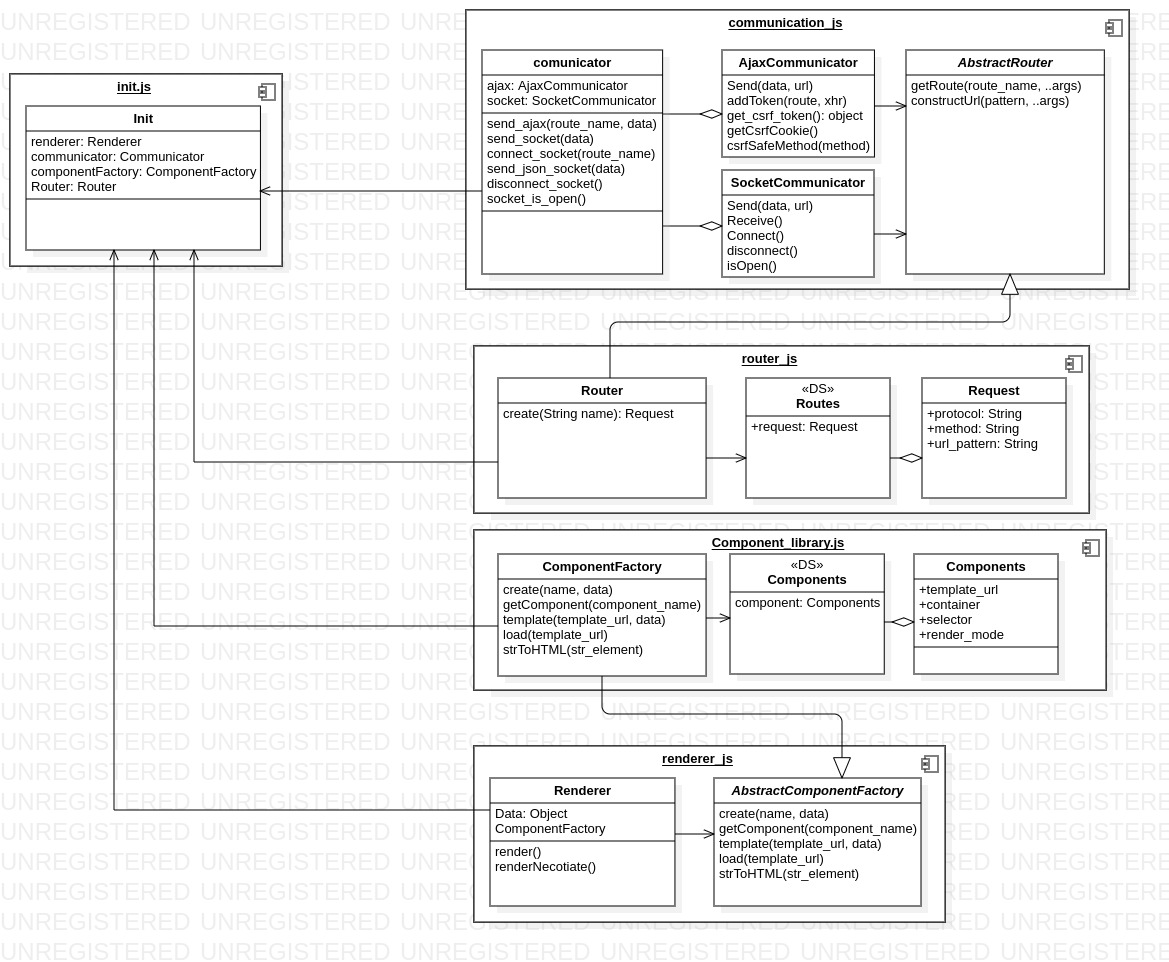 communication_js
comunicator
ajax: AjaxCommunicator
socket: SocketCommunicator
send_ajax(route_name, data)
send_socket(data)
connect_socket(route_name)
send_json_socket(data)
disconnect_socket()
socket_is_open()
AjaxCommunicator
Send(data, url)
addToken(route, xhr)
get_csrf_token(): object
getCsrfCookie()
csrfSafeMethod(method)
SocketCommunicator
Send(data, url)
Receive()
Connect()
disconnect()
isOpen()
AbstractRouter
getRoute(route_name, ..args)
constructUrl(pattern, ..args)
init.js
Init
renderer: Renderer
communicator: Communicator
componentFactory: ComponentFactory
Router: Router
router_js
Router
create(String name): Request
«DS»
Routes
+request: Request
Request
+protocol: String
+method: String
+url_pattern: String
Component_library.js
ComponentFactory
create(name, data)
getComponent(component_name)
template(template_url, data)
load(template_url)
strToHTML(str_element)
«DS»
Components
component: Components
Components
+template_url
+container
+selector
+render_mode
renderer_js
Renderer
Data: Object
ComponentFactory
render()
renderNecotiate()
AbstractComponentFactory
create(name, data)
getComponent(component_name)
template(template_url, data)
load(template_url)
strToHTML(str_element)
UNREGISTERED